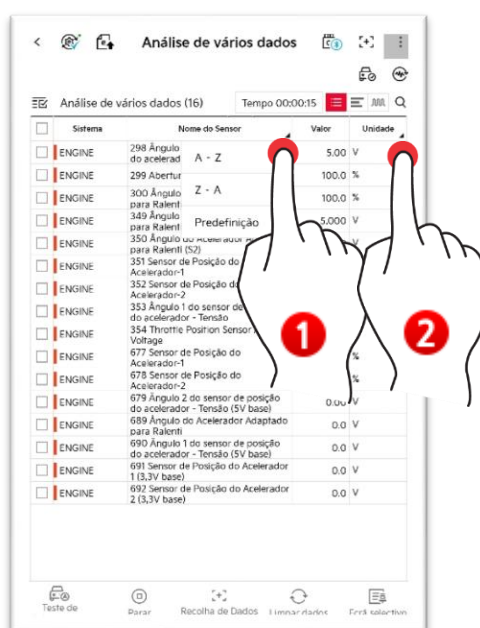 Análise de vários dados
Análise de vários dados (16) Tempo 00:00:15
Sistema Nome do Sensor Valor Unidade
A - Z
Z - A
Predefinição
ENGINE 298 Ângulo 5.00 V
do acelerad
ENGINE 299 Abertur 100.0 %
ENGINE 300 Ângulo 100.0 %
para Ralent
ENGINE 349 Ângulo 5.000 V
para Ralent
ENGINE 350 Ângulo do Acelerador V
para Ralenti (S2)
ENGINE 351 Sensor de Posição do
Acelerador-1
ENGINE 352 Sensor de Posição do
Acelerador-2
ENGINE 353 Ângulo 1 do sensor de
do acelerador - Tensão
ENGINE 354 Throttle Position Sensor
Voltage
ENGINE 677 Sensor de Posição do %
Acelerador-1
ENGINE 678 Sensor de Posição do %
Acelerador-2
ENGINE 679 Ângulo 2 do sensor de posição 0.00 V
do acelerador - Tensão (5V base)
ENGINE 689 Ângulo do Acelerador Adaptado 0.0 V
para Ralenti
ENGINE 690 Ângulo 1 do sensor de posição 0.0 V
do acelerador - Tensão (5V base)
ENGINE 691 Sensor de Posição do Acelerador 0.0 V
1 (3,3V base)
ENGINE 692 Sensor de Posição do Acelerador 0.0 V
2 (3,3V base)
1 2
Teste de Parar Recolha de Dados Limpar dados Ecrã selectivo